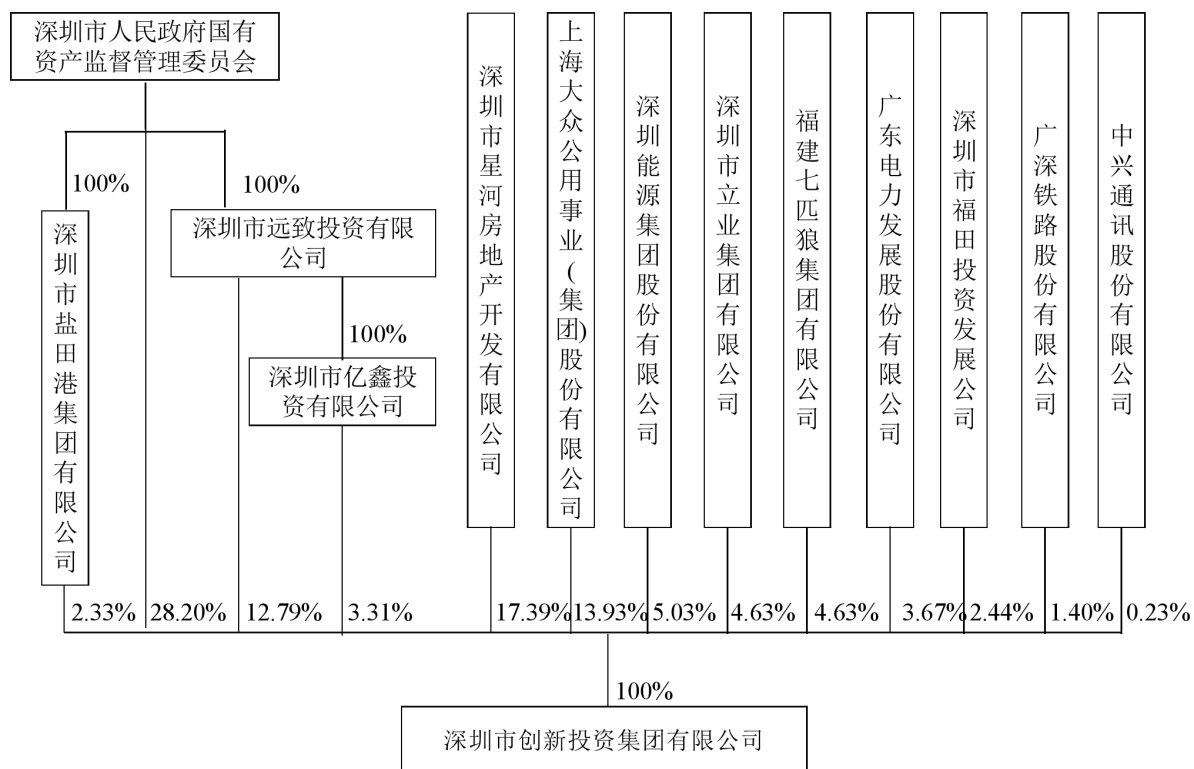 深圳市人民政府国有
资产监督管理委员会
100%
100%
深圳市盐田港集团有限公司
深圳市远致投资有限
公司
100%
深圳市亿鑫投
资有限公司
深圳市星河房地产开发有限公司
上海大众公用事业(集团)股份有限公司
深圳能源集团股份有限公司
深圳市立业集团有限公司
福建七匹狼集团有限公司
广东电力发展股份有限公司
深圳市福田投资发展公司
广深铁路股份有限公司
中兴通讯股份有限公司
2.33%
28.20%
12.79%
3.31%
17.39%
13.93%
5.03%
4.63%
4.63%
3.67%
2.44%
1.40%
0.23%
100%
深圳市创新投资集团有限公司